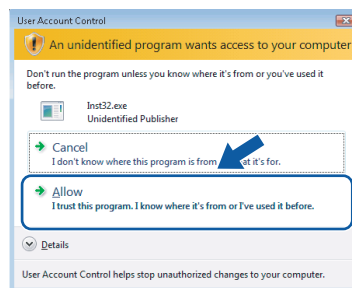 User Account Control
An unidentified program wants access to your computer
Don't run the program unless you know where it's from or you've used it
before.
Inst32.exe
Unidentified Publisher
Cancel
I don't know where this program is from at it's for.
Allow
I trust this program. I know where it's from or I've used it before.
Details
User Account Control helps stop unauthorized changes to your computer.